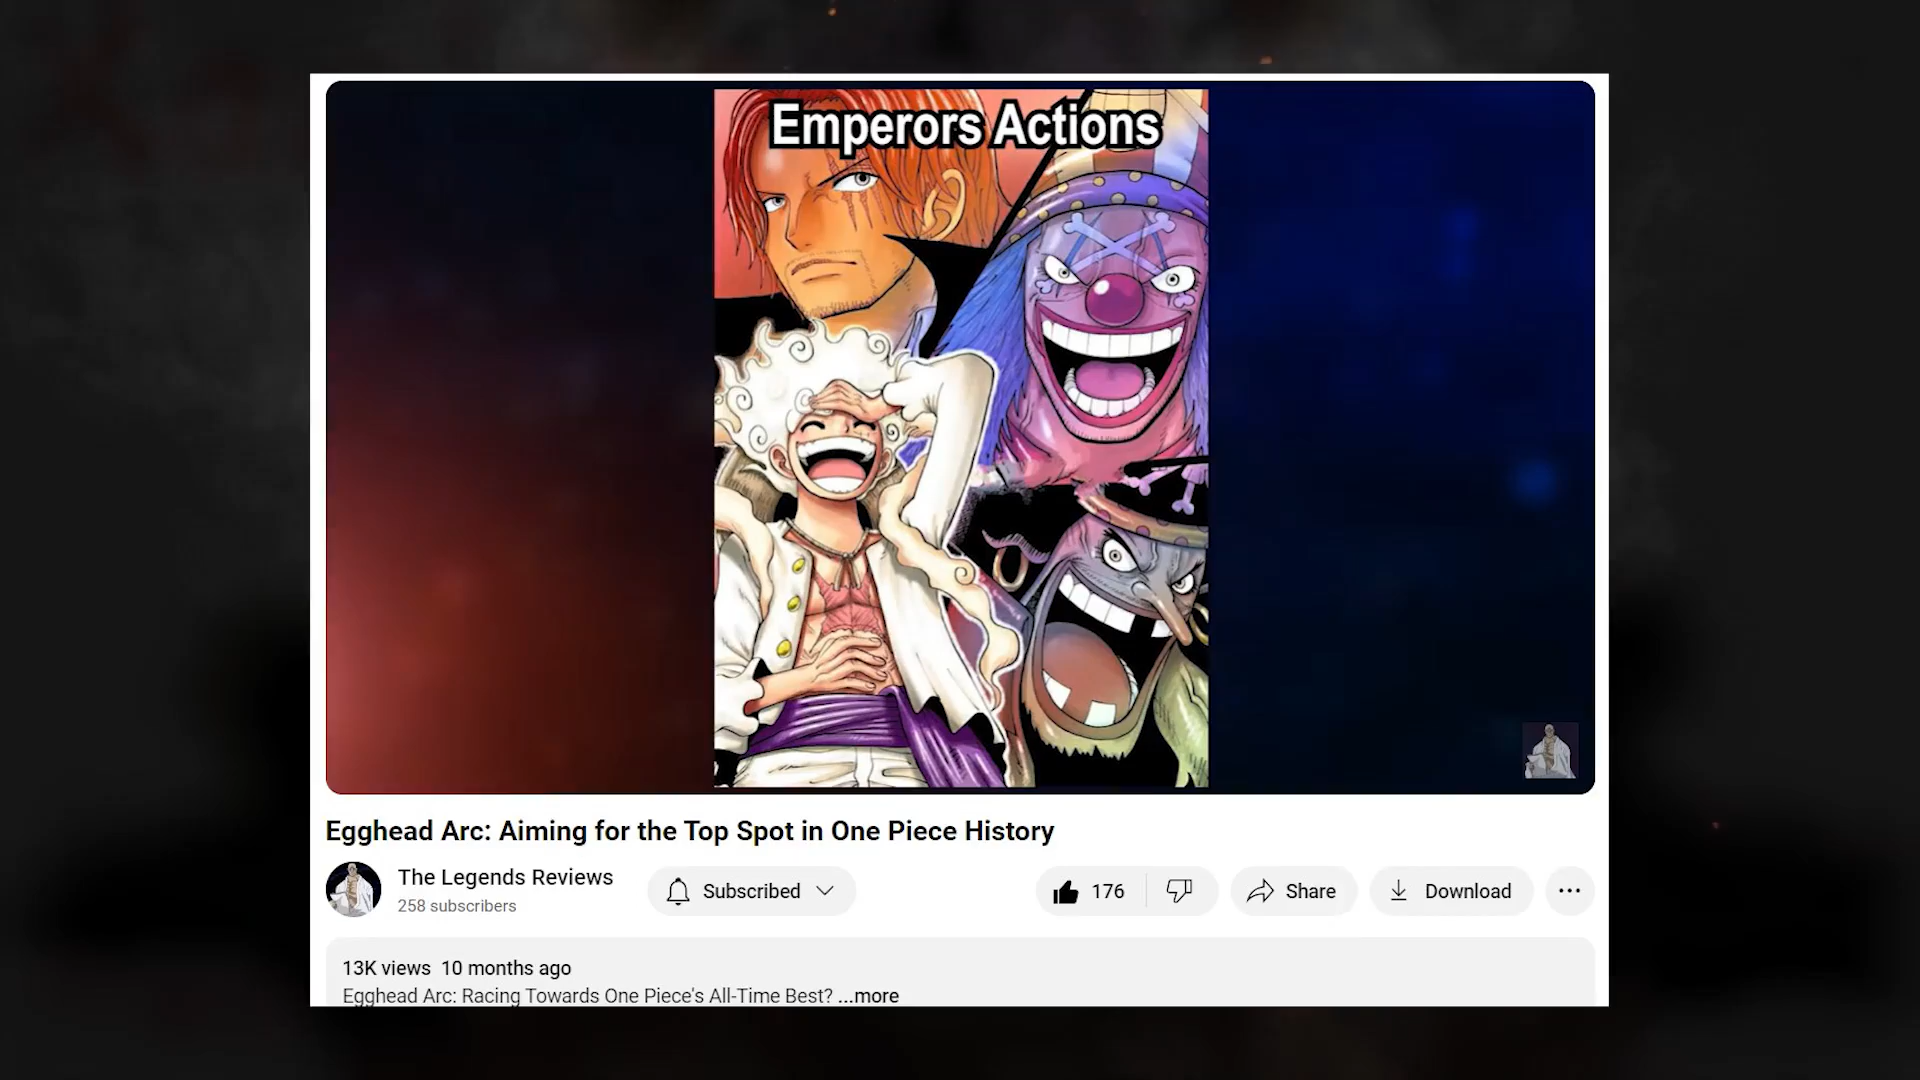 Emperors Actions
Egghead Arc: Aiming for the Top Spot in One Piece History
The Legends Reviews
258 subscribers
Subscribed
176
Share
Download
13K views 10 months ago
Egghead Arc: Racing Towards One Piece's All-Time Best? ...more